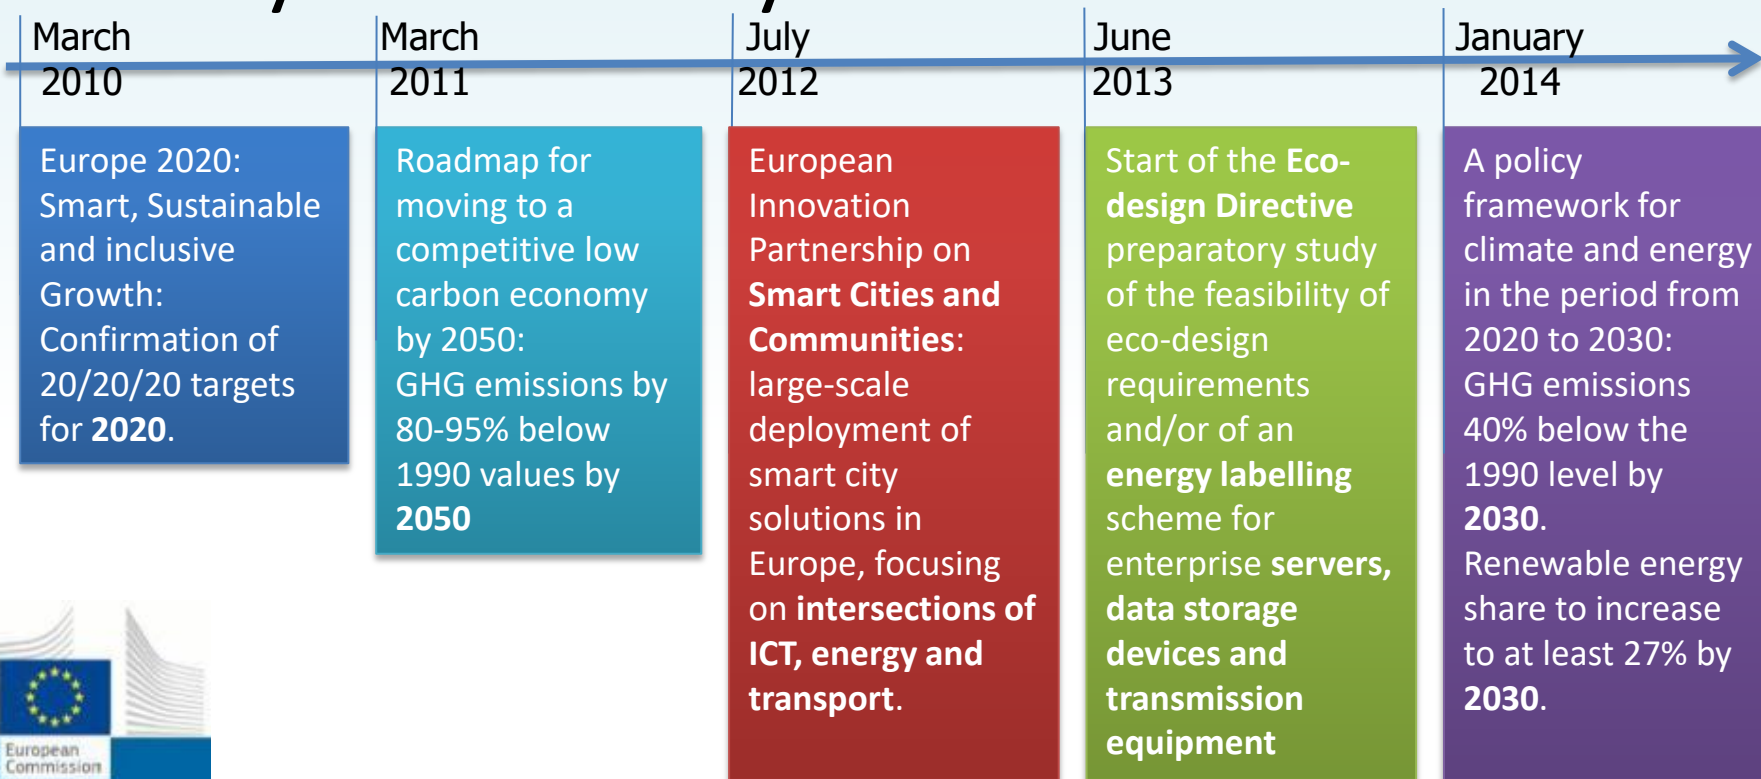 March
2010
March
2011
July
2012
June
2013
January
2014
Europe 2020:
Smart, Sustainable
and inclusive
Growth:
Confirmation of
20/20/20 targets
for 2020.
Roadmap for
moving to a
competitive low
carbon economy
by 2050:
GHG emissions by
80-95% below
1990 values by
2050
European
Innovation
Partnership on
Smart Cities and
Communities:
large-scale
deployment of
smart city
solutions in
Europe, focusing
on intersections of
ICT, energy and
transport.
Start of the Eco-
design Directive
preparatory study
of the feasibility of
eco-design
requirements
and/or of an
energy labelling
scheme for
enterprise servers,
data storage
devices and
transmission
equipment
A policy
framework for
climate and energy
in the period from
2020 to 2030:
GHG emissions
40% below the
1990 level by
2030.
Renewable energy
share to increase
to at least 27% by
2030.
European
Commission